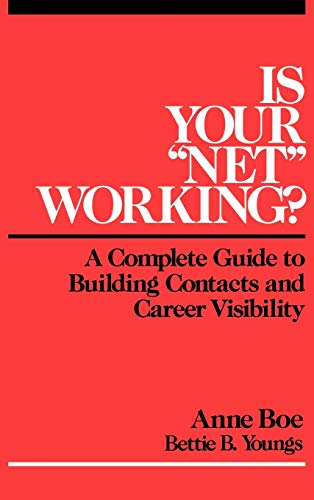 IS
YOUR
“NET”
WORKING?
A Complete Guide to
Building Contacts and
Career Visibility
Anne Boe
Bettie B. Youngs